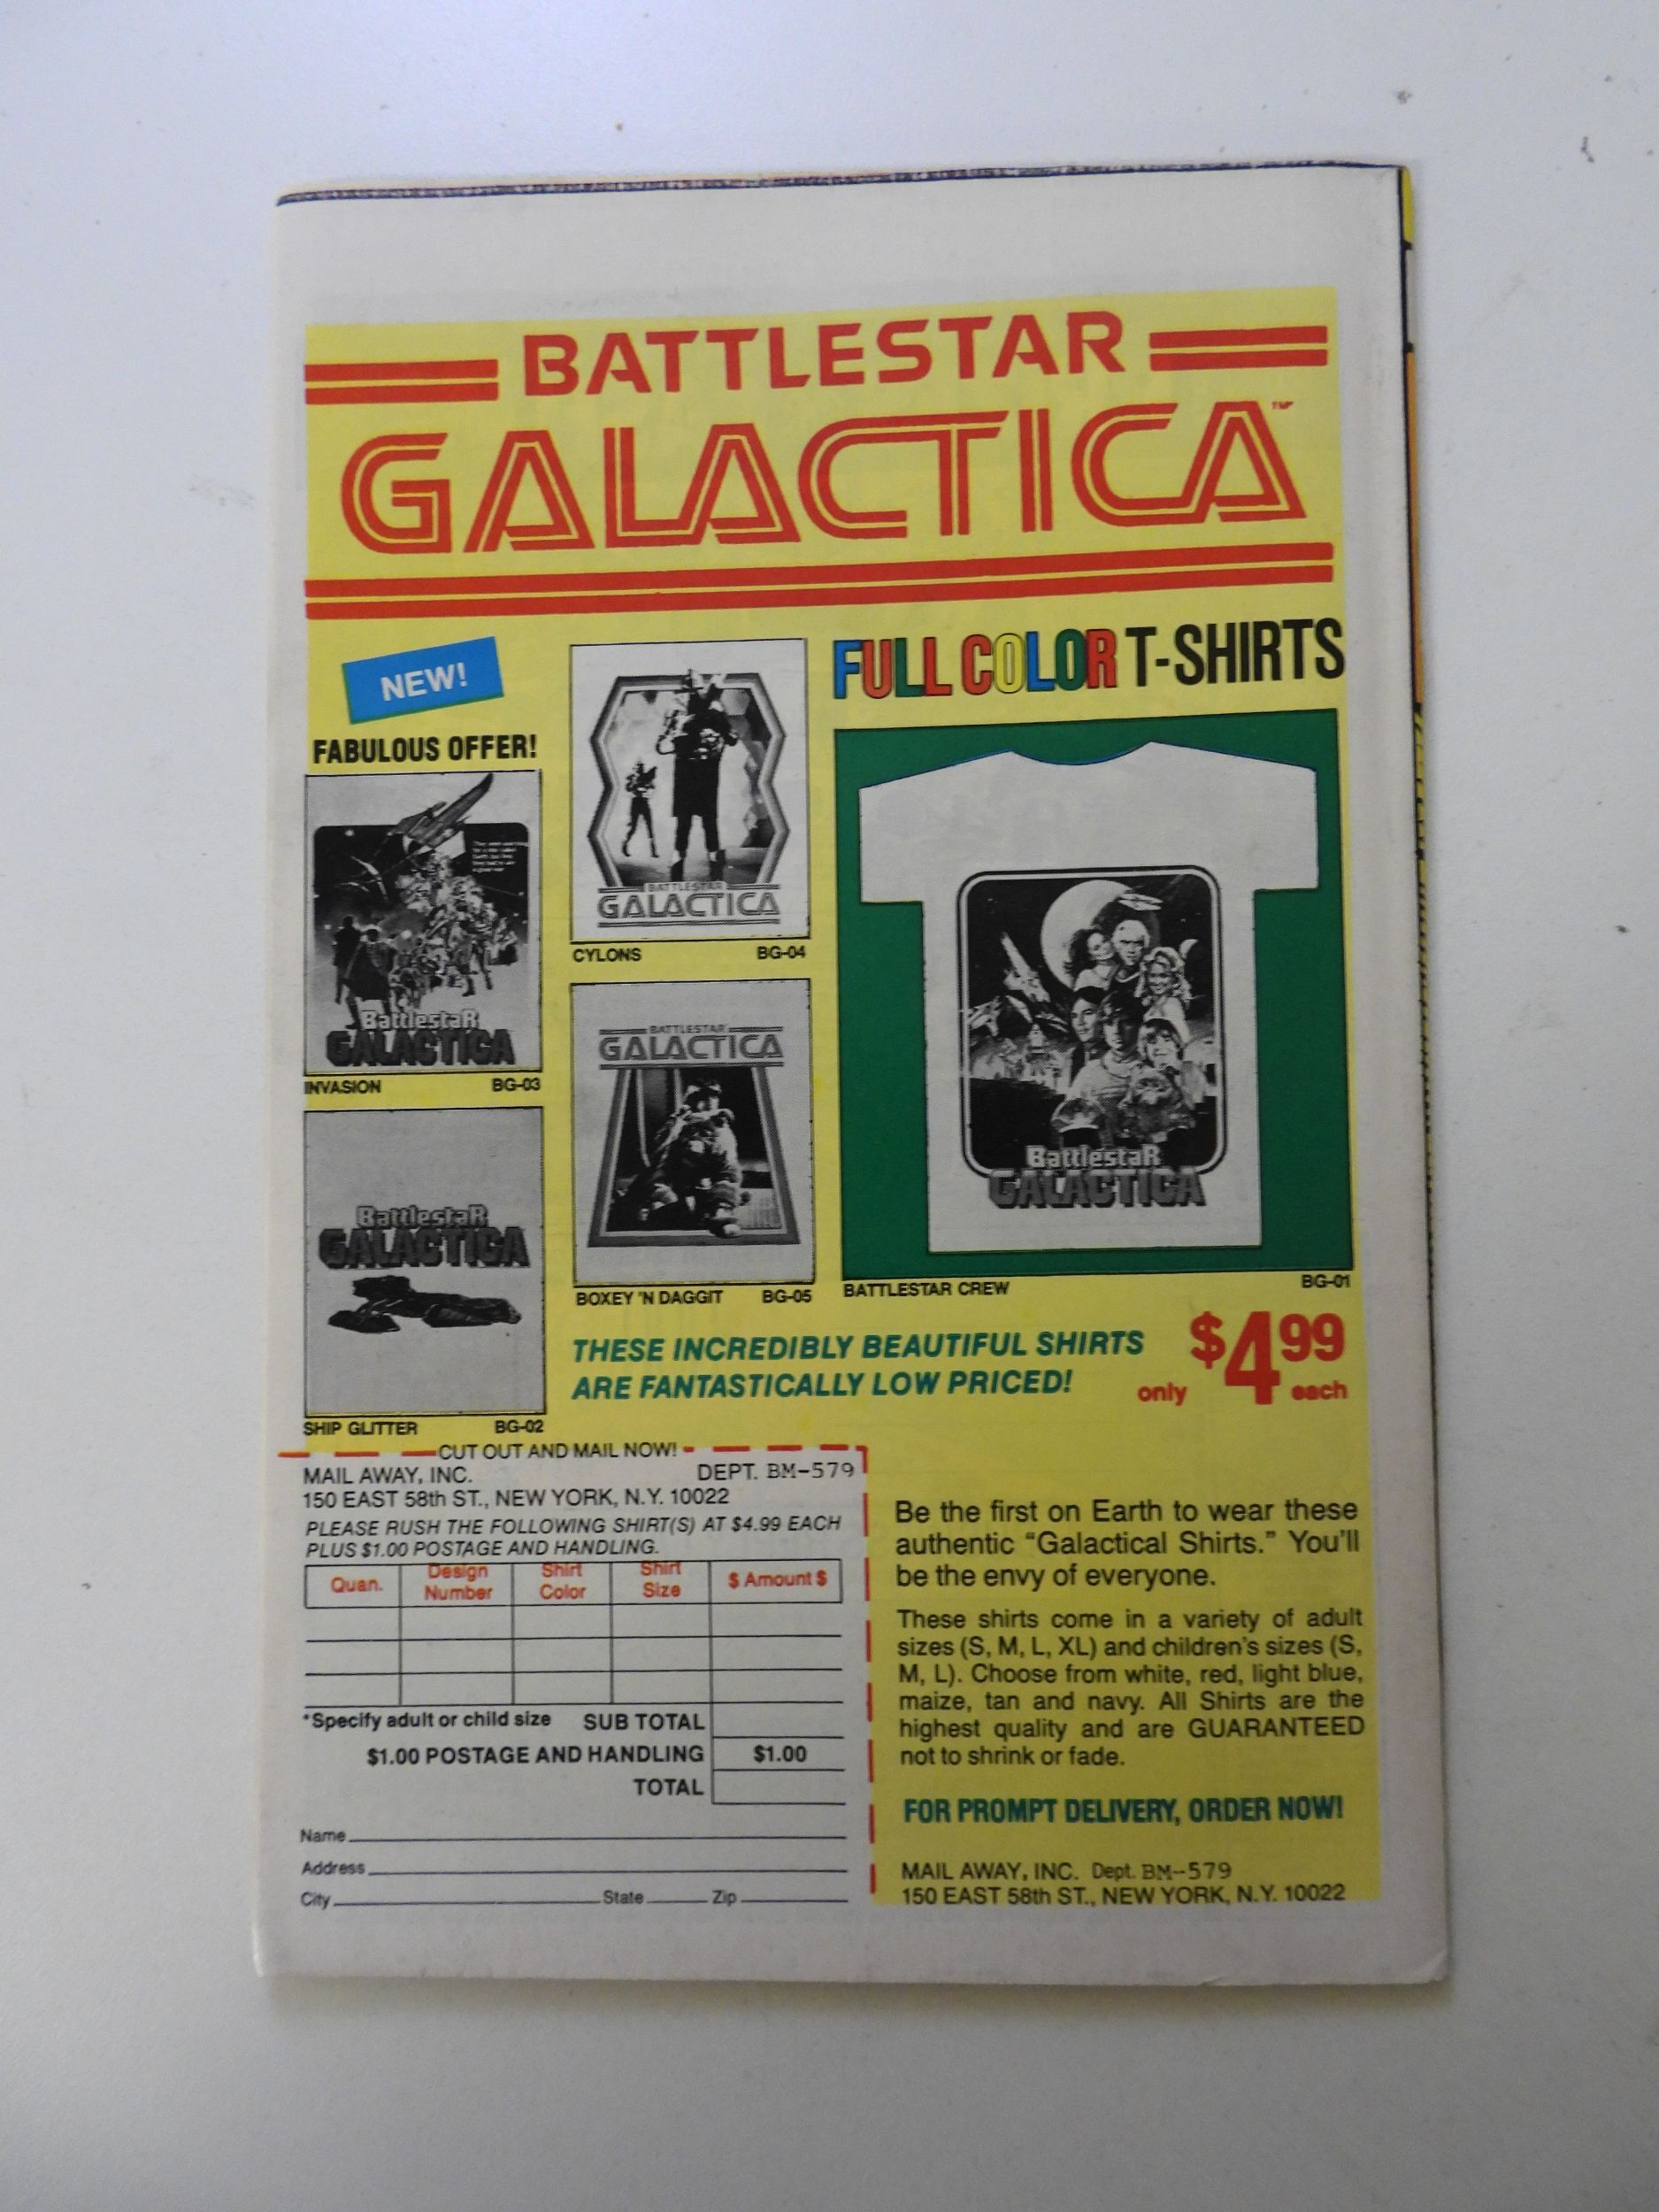 BATTLESTAR
GALACTICA™
NEW!
FABULOUS OFFER!
Battlestar
GALACTICA
INVASION BG-03
Battlestar
GALACTICA
SHIP GLITTER BG-02
BATTLESTAR
GALACTICA
CYLONS BG-04
BATTLESTAR
GALACTICA
BOXEY 'N DAGGIT BG-05
FULL COLOR T-SHIRTS
Battlestar
GALACTICA
BATTLESTAR CREW BG-01
THESE INCREDIBLY BEAUTIFUL SHIRTS
ARE FANTASTICALLY LOW PRICED!
only $4.99 each
CUT OUT AND MAIL NOW!
MAIL AWAY, INC. DEPT. BM-579
150 EAST 58th ST., NEW YORK, N.Y. 10022
PLEASE RUSH THE FOLLOWING SHIRT(S) AT $4.99 EACH
PLUS $1.00 POSTAGE AND HANDLING.
Quan. Design Number Shirt Color Shirt Size $ Amount $
*Specify adult or child size SUB TOTAL
$1.00 POSTAGE AND HANDLING $1.00
TOTAL
Name
Address
City State Zip
Be the first on Earth to wear these
authentic “Galactical Shirts.” You'll
be the envy of everyone.
These shirts come in a variety of adult
sizes (S, M, L, XL) and children's sizes (S,
M, L). Choose from white, red, light blue,
maize, tan and navy. All Shirts are the
highest quality and are GUARANTEED
not to shrink or fade.
FOR PROMPT DELIVERY, ORDER NOW!
MAIL AWAY, INC. Dept. BM-579
150 EAST 58th ST., NEW YORK, N.Y. 10022